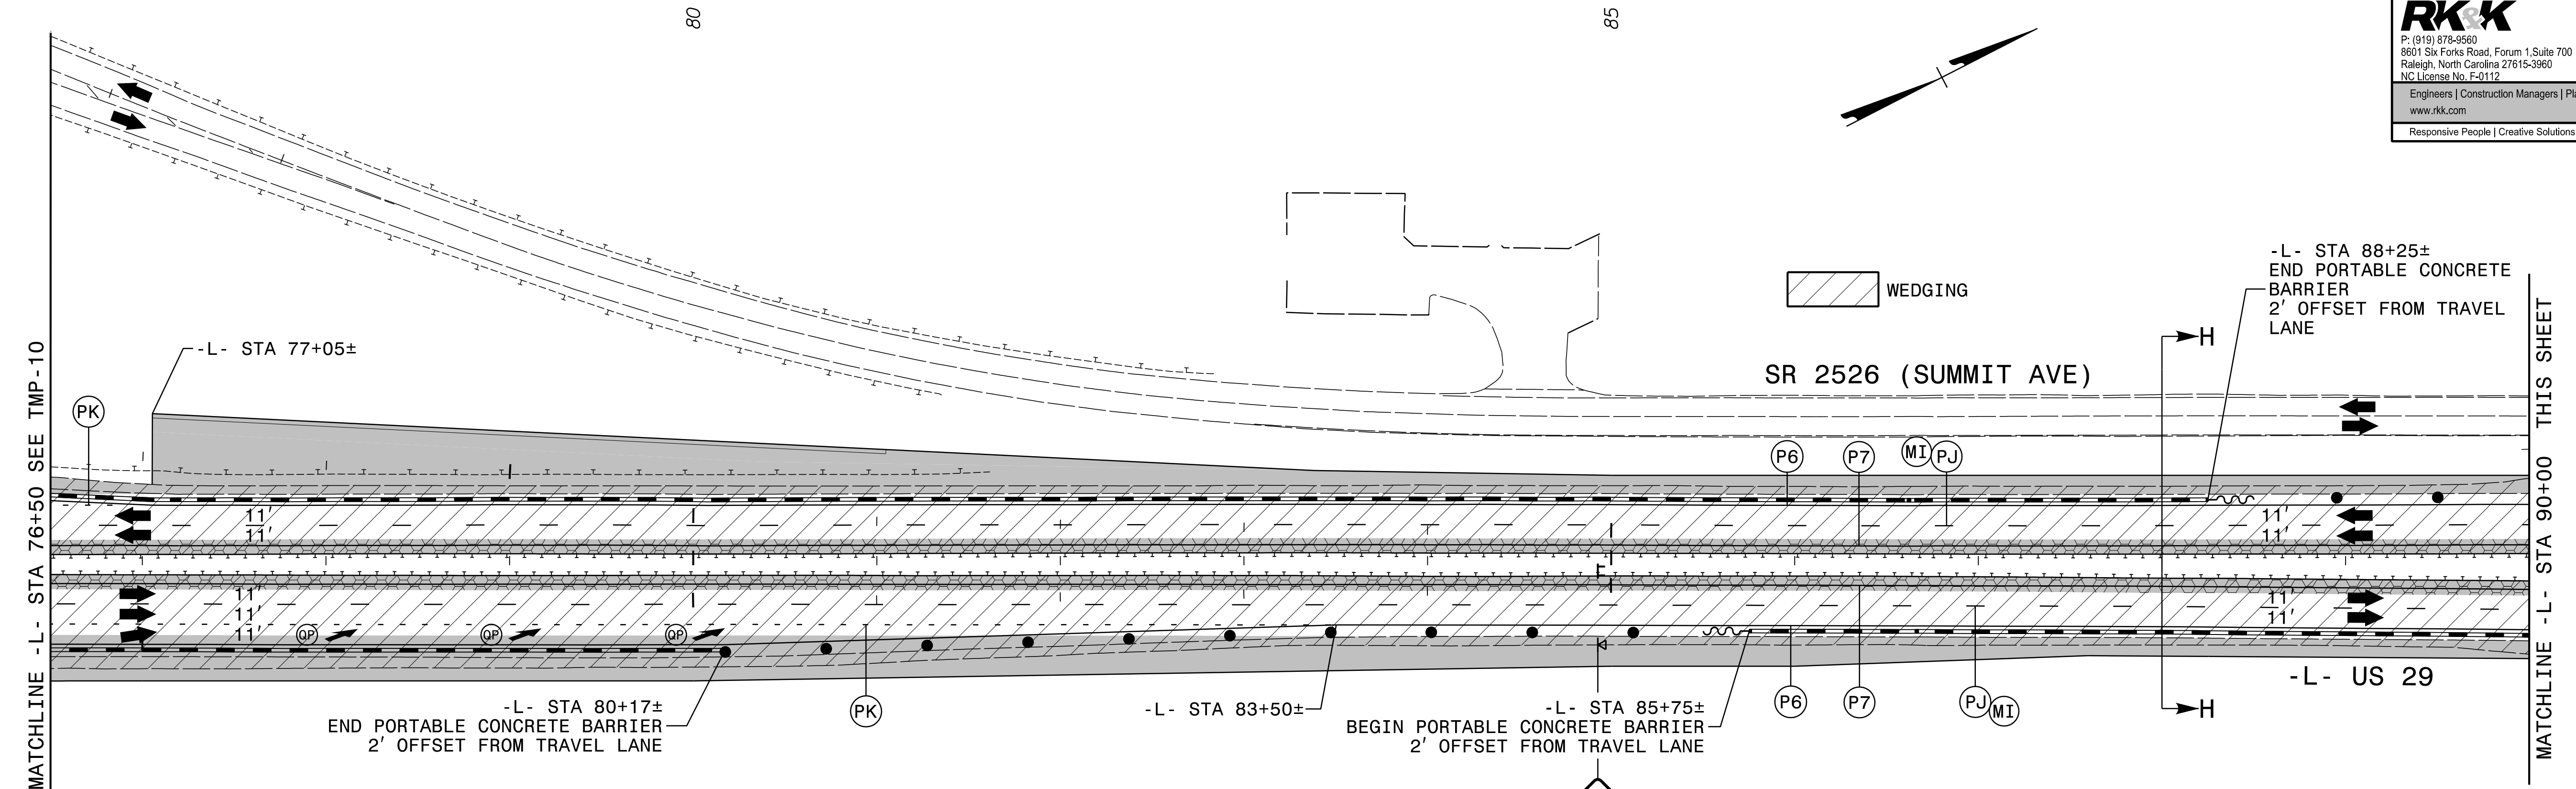 80
85
RK&K
P: (919) 878-9560
8601 Six Forks Road, Forum 1,Suite 700
Raleigh, North Carolina 27615-3960
NC License No. F-0112
Engineers | Construction Managers |
www.rkk.com
Responsive People | Creative Solutions
WEDGING
-L- STA 88+25±
END PORTABLE CONCRETE
BARRIER
2' OFFSET FROM TRAVEL
LANE
H
-L- STA 77+05±
SR 2526 (SUMMIT AVE)
MATCHLINE -L- STA 76+50 SEE TMP-10
MATCHLINE -L- STA 90+00 THIS SHEET
PK
P6
P7
MI
PJ
11'
11'
11'
11'
11'
11'
11'
11'
11'
QP
QP
QP
-L- US 29
-L- STA 80+17±
END PORTABLE CONCRETE BARRIER
2' OFFSET FROM TRAVEL LANE
PK
-L- STA 83+50±
-L- STA 85+75±
BEGIN PORTABLE CONCRETE BARRIER
2' OFFSET FROM TRAVEL LANE
P6
P7
PJ
MI
H